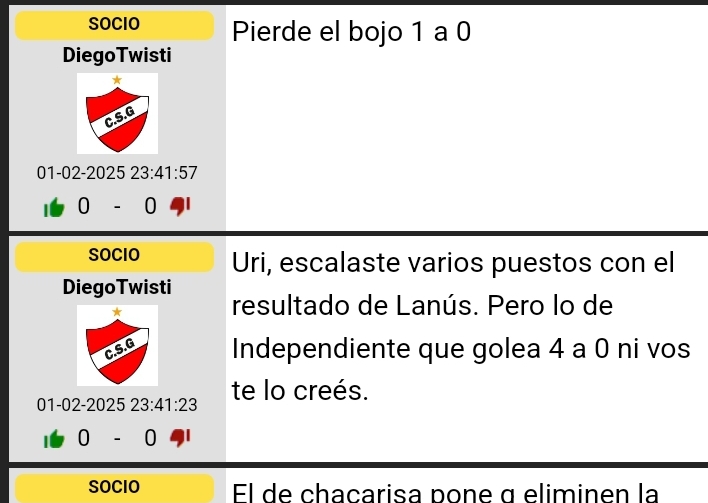 SOCIO
DiegoTwisti
C.S.G
01-02-2025 23:41:57
0 - 0
Pierde el bojo 1 a 0
SOCIO
DiegoTwisti
C.S.G
01-02-2025 23:41:23
0 - 0
Uri, escalaste varios puestos con el
resultado de Lanús. Pero lo de
Independiente que golea 4 a 0 ni vos
te lo creés.
SOCIO
El de chacarisa pone q eliminen la